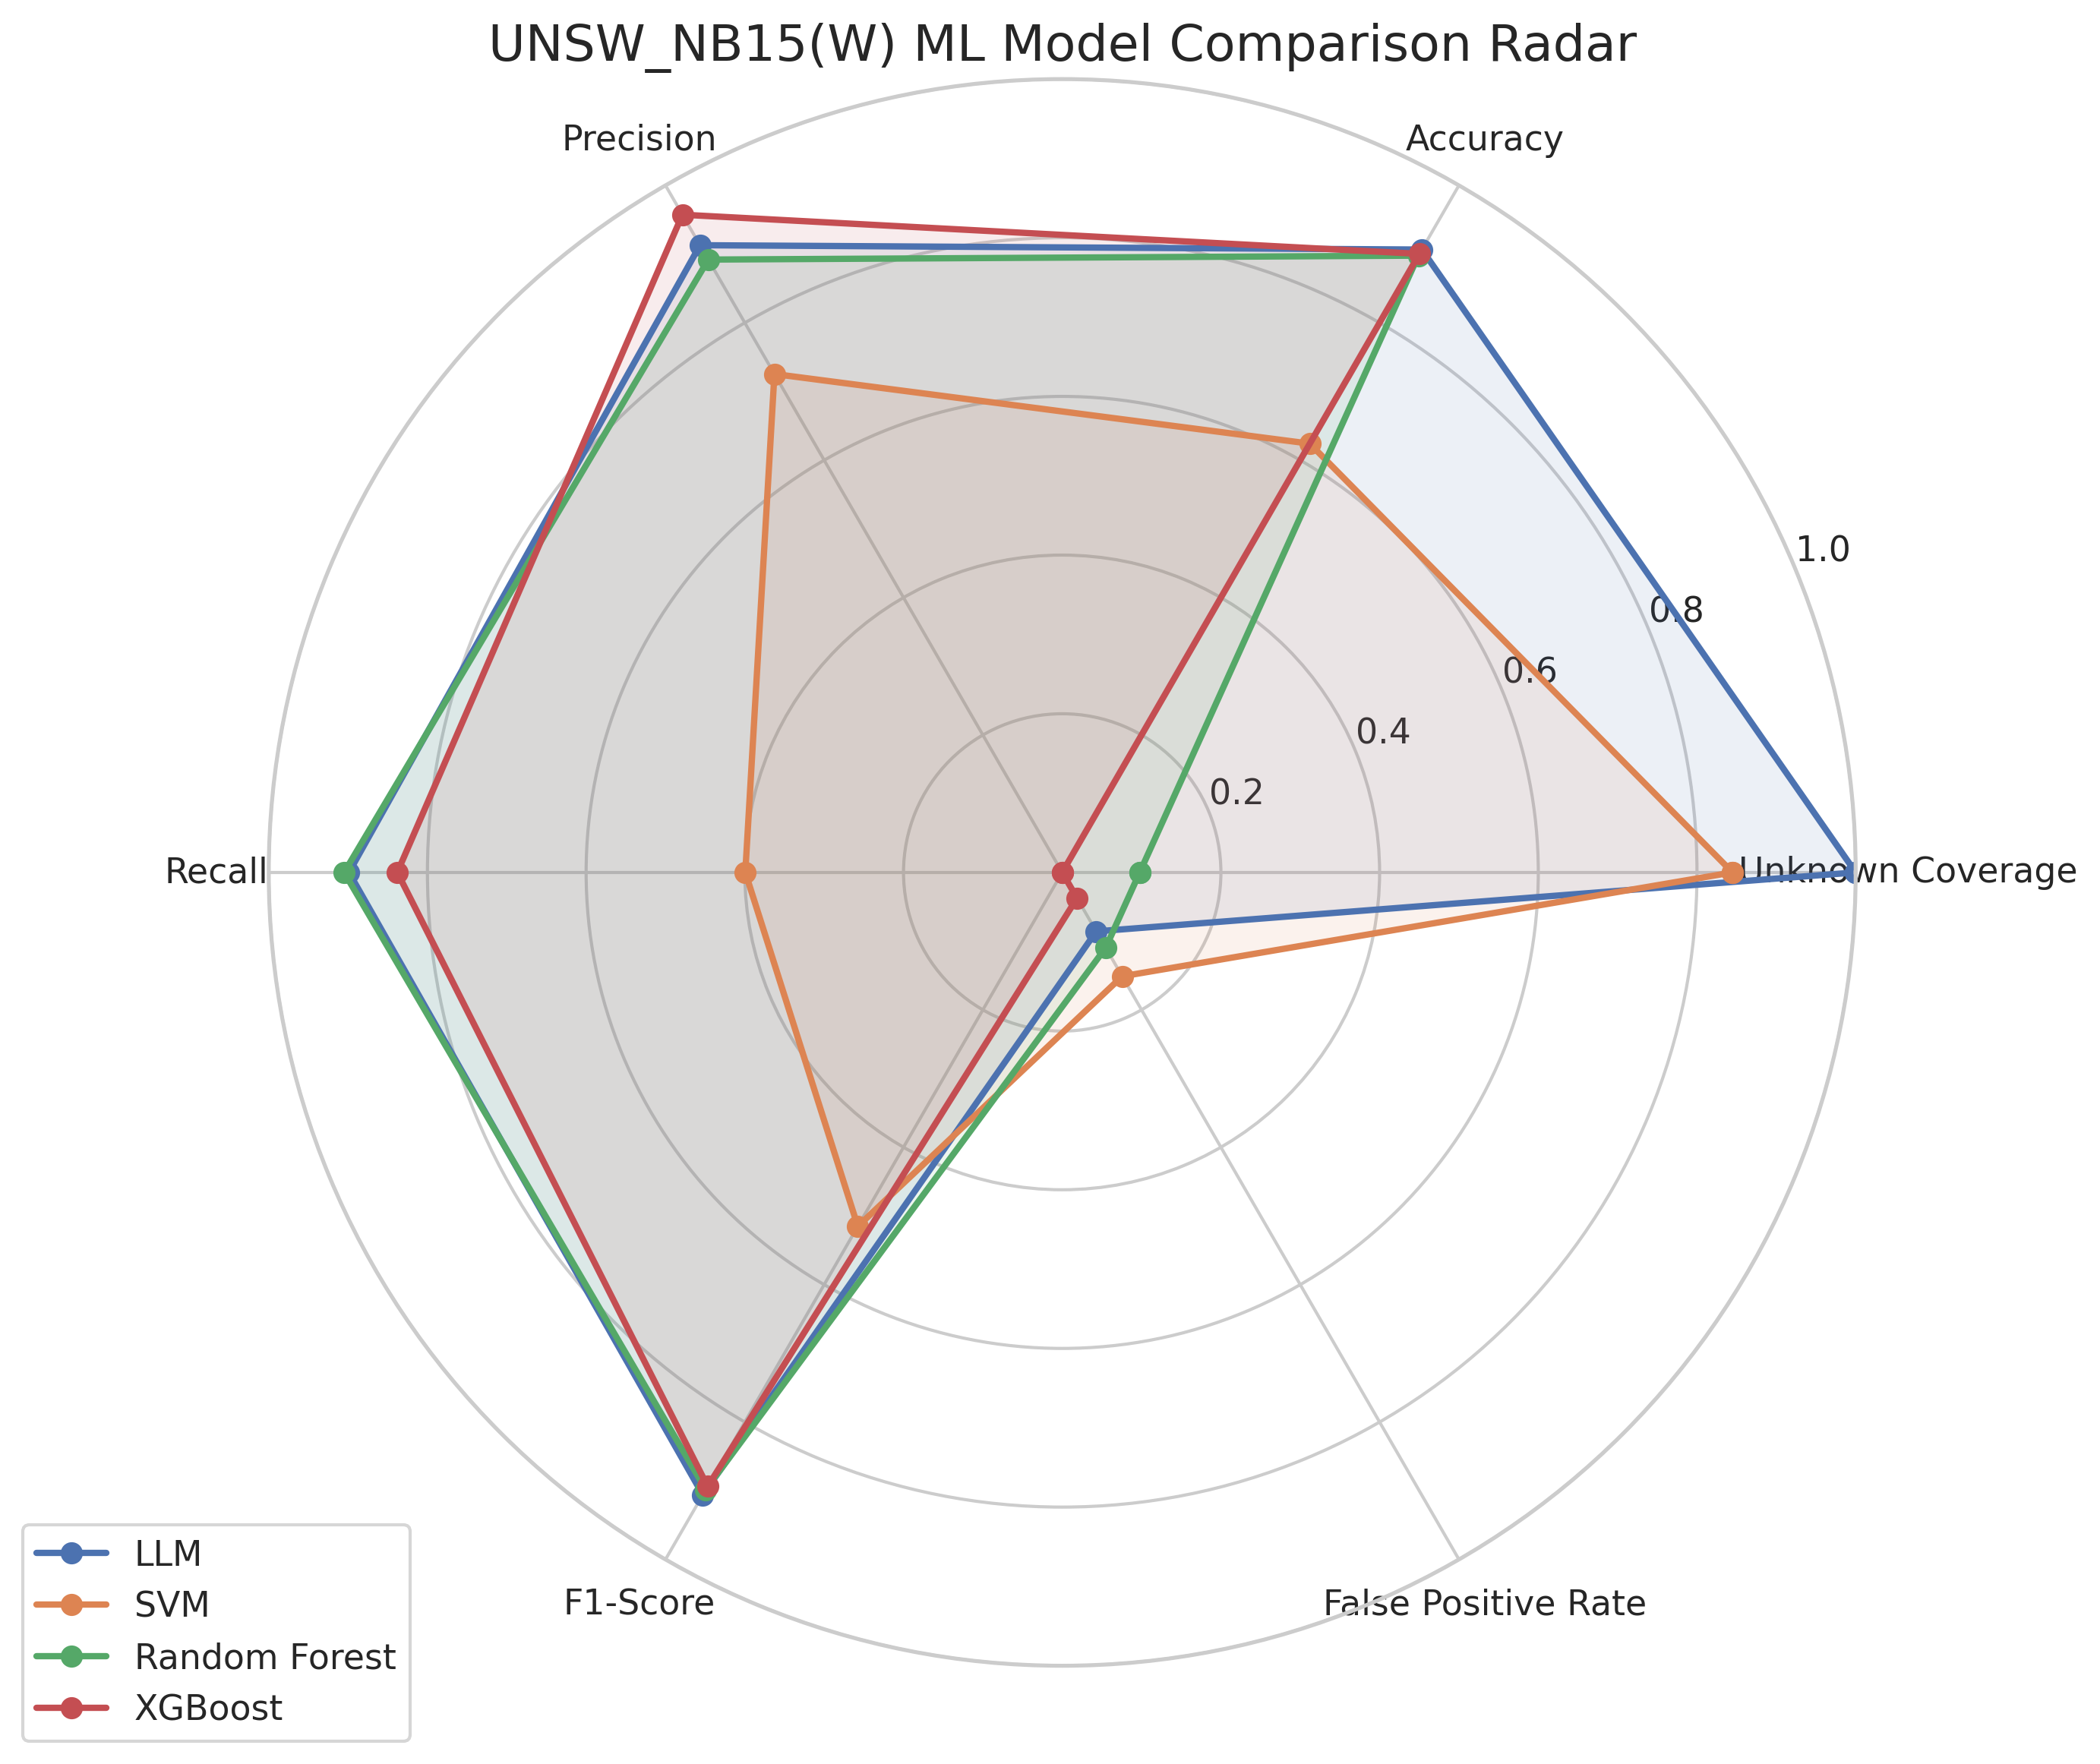 UNSW_NB15(W) ML Model Comparison Radar
Precision
Accuracy
1.0
0.8
0.6
0.4
0.2
Recall
Unknown Coverage
F1-Score
False Positive Rate
LLM
SVM
Random Forest
XGBoost